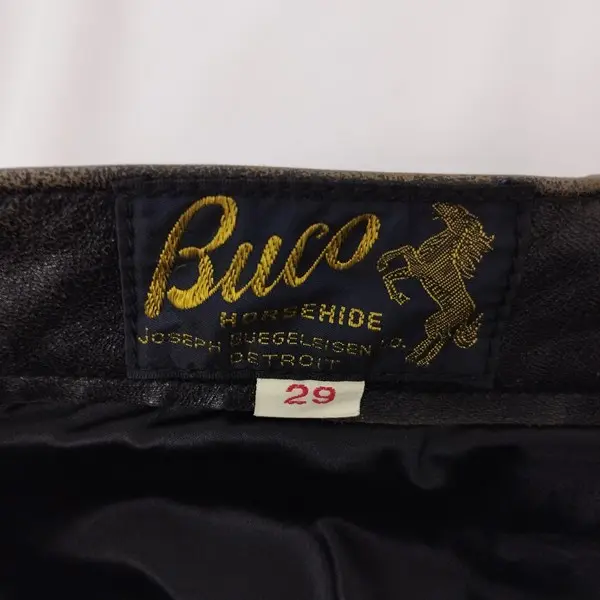 Buco
HORSEHIDE
JOSEPH BUEGELEISEN CO.
DETROIT
29